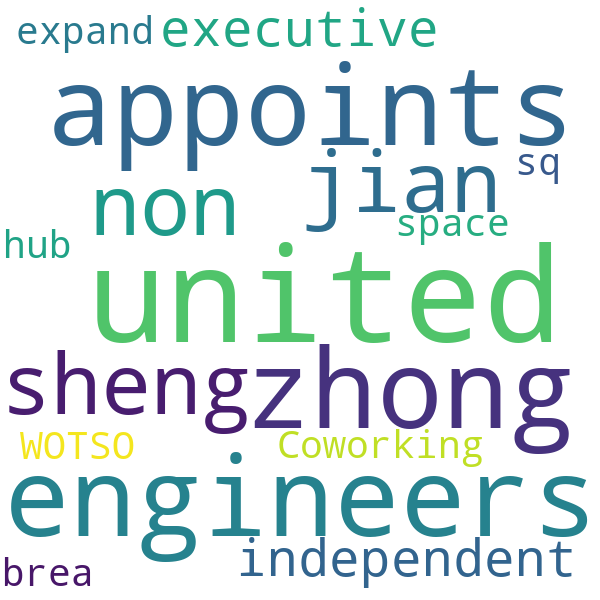 expand executive
appoints
jian sq
non space
hub
united
sheng zhong
WOTSO Coworking
engineers
independent
brea